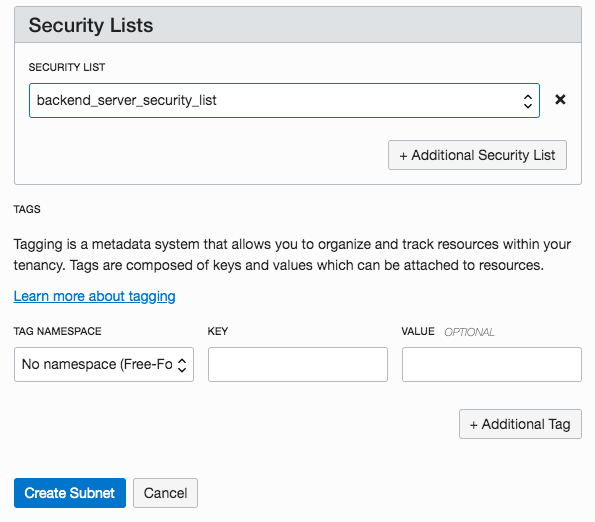 Security Lists
SECURITY LIST
backend_server_security_list
+ Additional Security List
TAGS
Tagging is a metadata system that allows you to organize and track resources within your
tenancy. Tags are composed of keys and values which can be attached to resources.
Learn more about tagging
TAG NAMESPACE KEY VALUE OPTIONAL
No namespace (Free-Fo
+ Additional Tag
Create Subnet Cancel